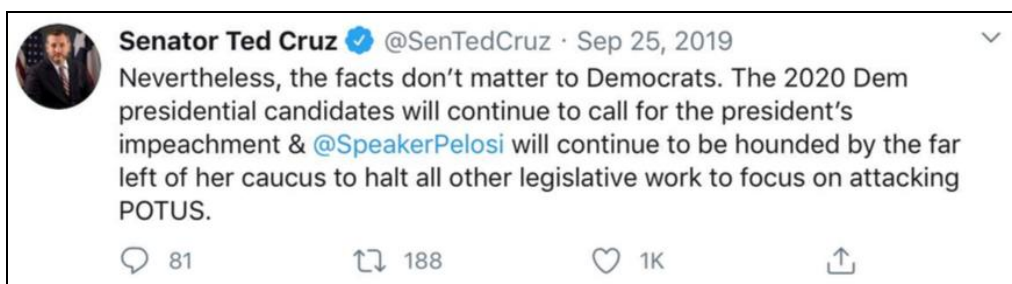 Senator Ted Cruz @SenTedCruz · Sep 25, 2019
Nevertheless, the facts don’t matter to Democrats. The 2020 Dem
presidential candidates will continue to call for the president’s
impeachment & @SpeakerPelosi will continue to be hounded by the far
left of her caucus to halt all other legislative work to focus on attacking
POTUS.
81 188 1K